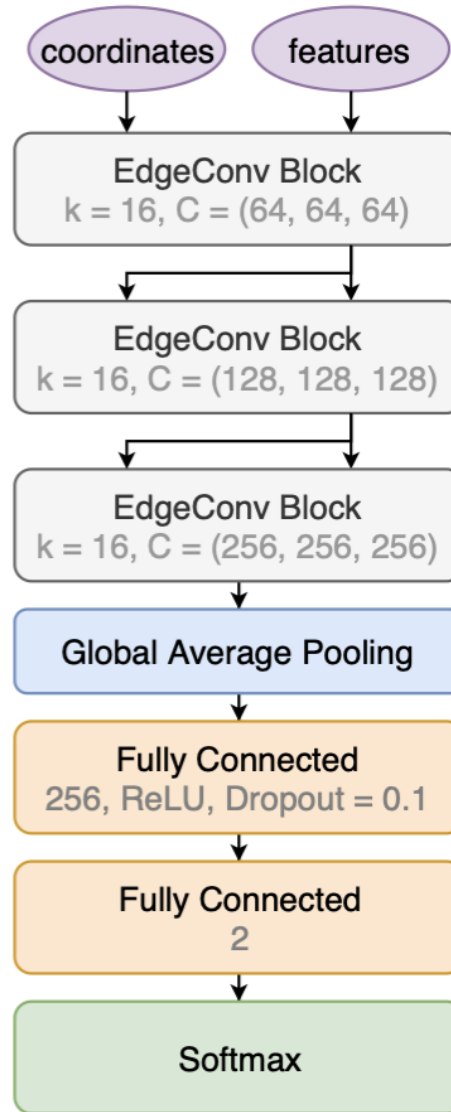 coordinates features
EdgeConv Block
k = 16, C = (64, 64, 64)
EdgeConv Block
k = 16, C = (128, 128, 128)
EdgeConv Block
k = 16, C = (256, 256, 256)
Global Average Pooling
Fully Connected
256, ReLU, Dropout = 0.1
Fully Connected
2
Softmax